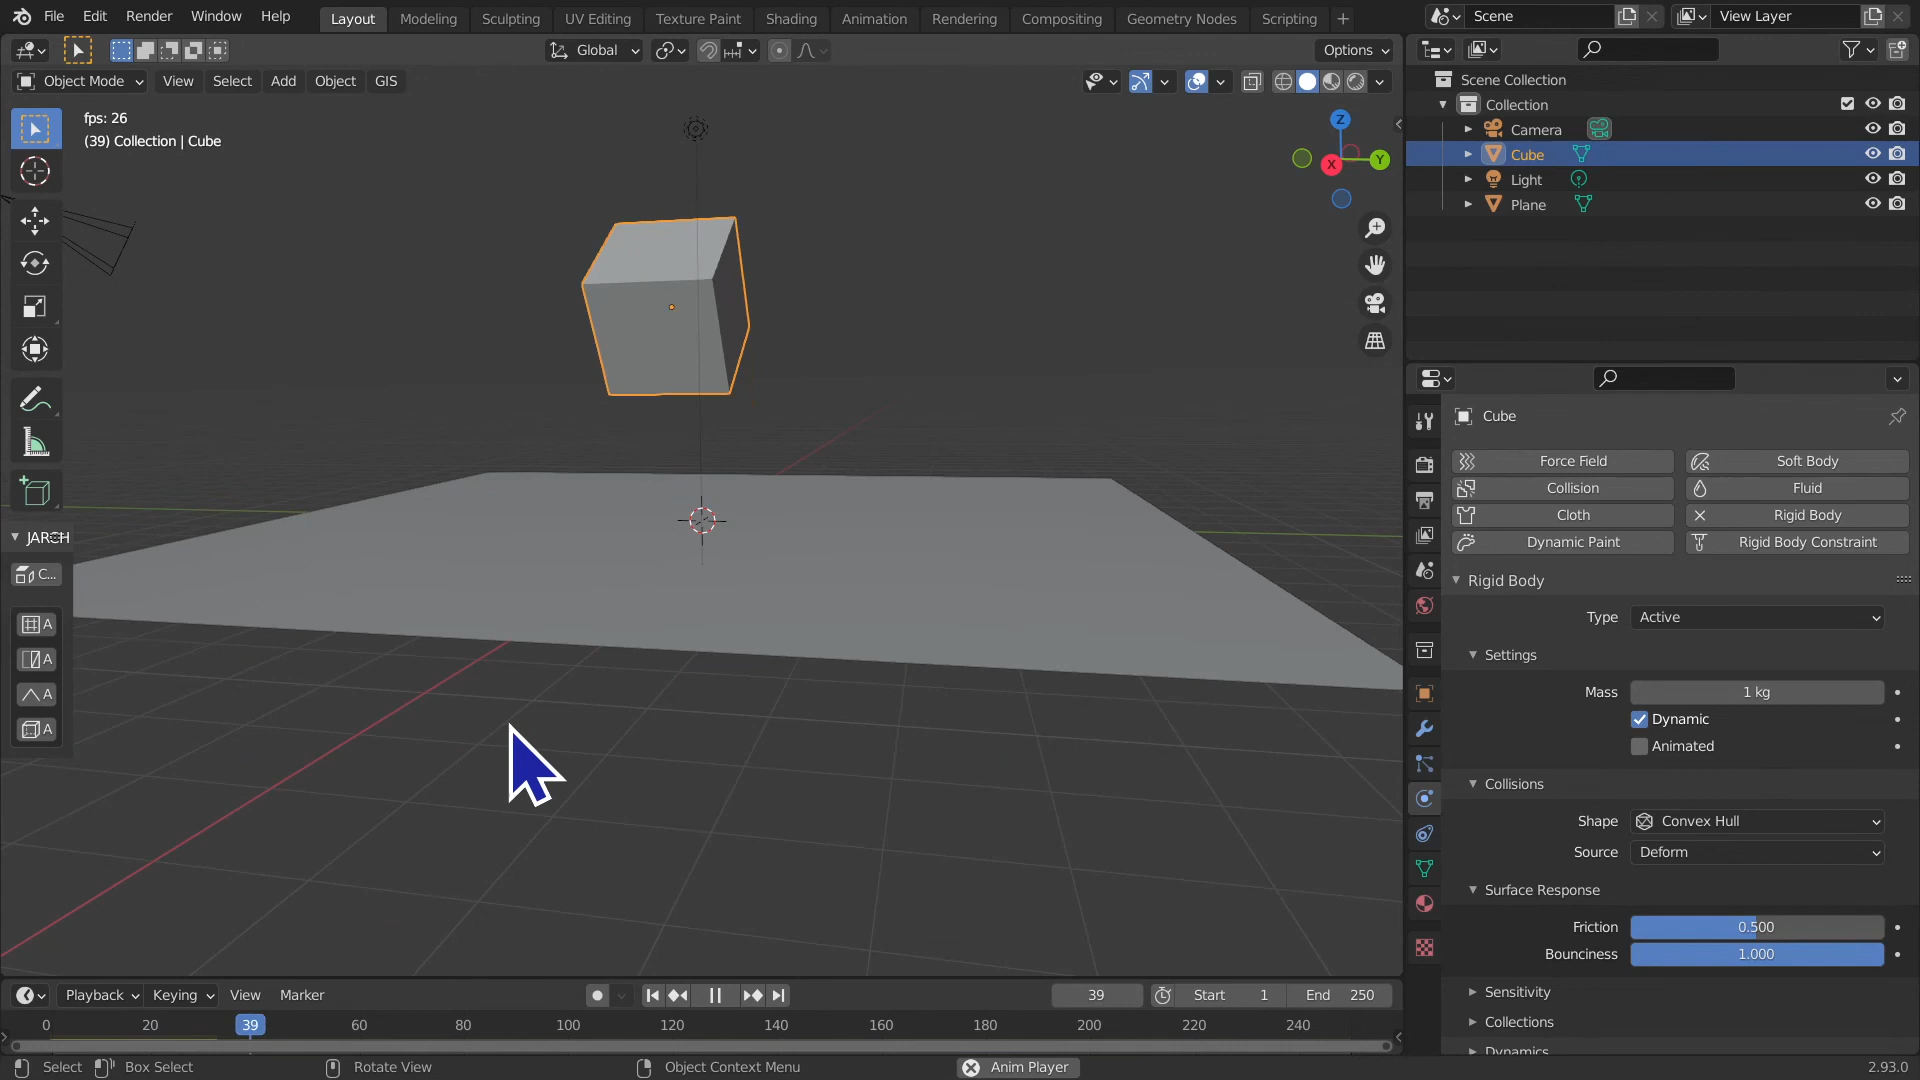 File Edit Render Window Help Layout Modeling Sculpting UV Editing Texture Paint Shading Animation Rendering Compositing Geometry Nodes Scripting + Scene View Layer
Global Options
Object Mode View Select Add Object GIS
fps: 26
(39) Collection | Cube
Z
X
Y
A
A
A
A
C...
Scene Collection
Collection
Camera
Cube
Light
Plane
Cube
Force Field Soft Body
Collision Fluid
Cloth Rigid Body
Dynamic Paint Rigid Body Constraint
Rigid Body
Type Active
Settings
Mass 1 kg
Dynamic
Animated
Collisions
Shape Convex Hull
Source Deform
Surface Response
Friction 0.500
Bounciness 1.000
Sensitivity
Collections
Dynamics
Playback Keying View Marker 39 Start 1 End 250
0 20 39 60 80 100 120 140 160 180 200 220 240
Select Box Select Rotate View Object Context Menu Anim Player 2.93.0